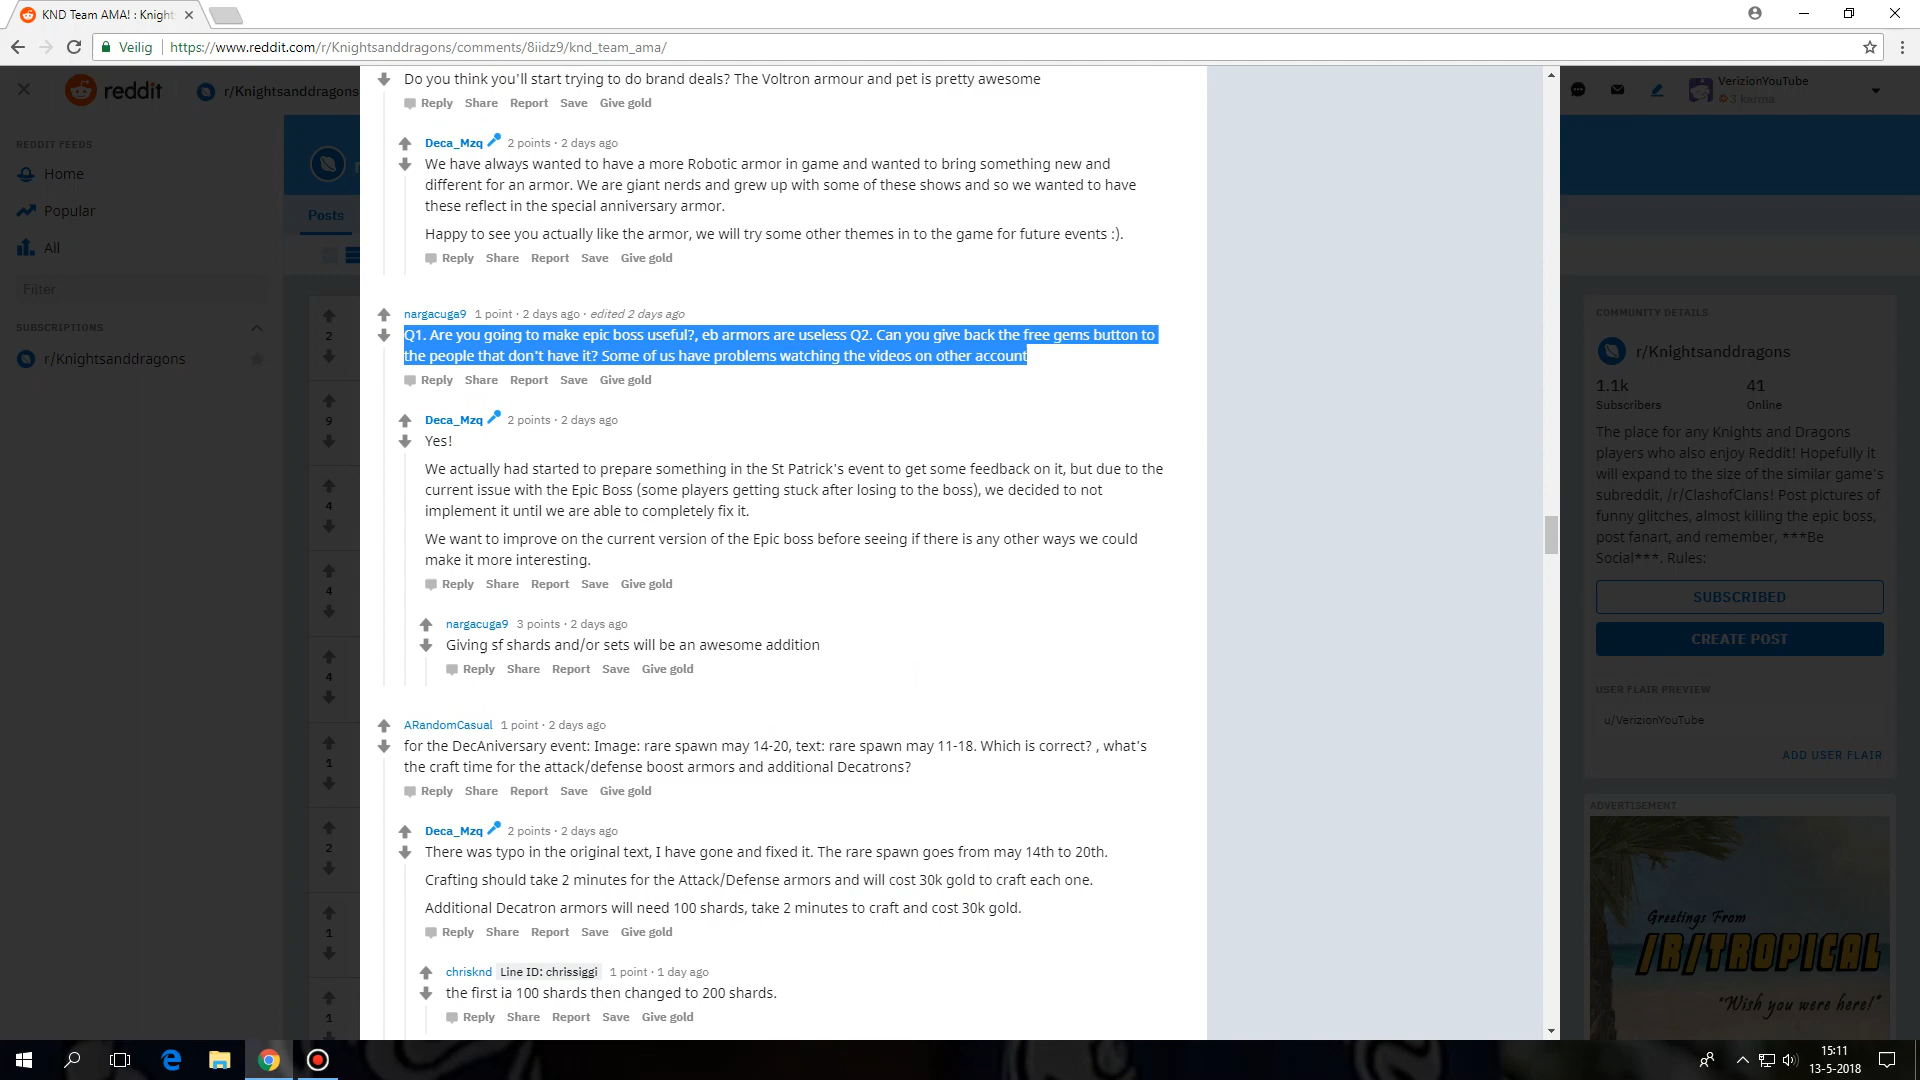 KND Team AMA! : Knight
Veilig
https://www.reddit.com/r/Knightsanddragons/comments/8iidz9/knd_team_ama/
reddit
r/Knightsanddragons
VerizionYouTube
3 karma
REDDIT FEEDS
Home
Popular
All
Filter
SUBSCRIPTIONS
r/Knightsanddragons
Posts
2
9
4
4
4
1
2
1
1
Do you think you'll start trying to do brand deals? The Voltron armour and pet is pretty awesome
Reply Share Report Save Give gold
Deca_Mzq 2 points · 2 days ago
We have always wanted to have a more Robotic armor in game and wanted to bring something new and
different for an armor. We are giant nerds and grew up with some of these shows and so we wanted to have
these reflect in the special anniversary armor.
Happy to see you actually like the armor, we will try some other themes in to the game for future events :).
Reply Share Report Save Give gold
nargacuga9 1 point · 2 days ago · edited 2 days ago
Q1. Are you going to make epic boss useful?, eb armors are useless Q2. Can you give back the free gems button to
the people that don't have it? Some of us have problems watching the videos on other account
Reply Share Report Save Give gold
Deca_Mzq 2 points · 2 days ago
Yes!
We actually had started to prepare something in the St Patrick's event to get some feedback on it, but due to the
current issue with the Epic Boss (some players getting stuck after losing to the boss), we decided to not
implement it until we are able to completely fix it.
We want to improve on the current version of the Epic boss before seeing if there is any other ways we could
make it more interesting.
Reply Share Report Save Give gold
nargacuga9 3 points · 2 days ago
Giving sf shards and/or sets will be an awesome addition
Reply Share Report Save Give gold
ARandomCasual 1 point · 2 days ago
for the DecAniversary event: Image: rare spawn may 14-20, text: rare spawn may 11-18. Which is correct? , what's
the craft time for the attack/defense boost armors and additional Decatrons?
Reply Share Report Save Give gold
Deca_Mzq 2 points · 2 days ago
There was typo in the original text, I have gone and fixed it. The rare spawn goes from may 14th to 20th.
Crafting should take 2 minutes for the Attack/Defense armors and will cost 30k gold to craft each one.
Additional Decatron armors will need 100 shards, take 2 minutes to craft and cost 30k gold.
Reply Share Report Save Give gold
chrisknd Line ID: chrissiggi 1 point · 1 day ago
the first ia 100 shards then changed to 200 shards.
Reply Share Report Save Give gold
COMMUNITY DETAILS
r/Knightsanddragons
1.1k 41
Subscribers Online
The place for any Knights and Dragons
players who also enjoy Reddit! Hopefully it
will expand to the size of the similar game's
subreddit, /r/ClashofClans! Post pictures of
funny glitches, almost killing the epic boss,
post fanart, and remember, ***Be
Social***. Rules:
SUBSCRIBED
CREATE POST
USER FLAIR PREVIEW
u/VerizionYouTube
ADD USER FLAIR
ADVERTISEMENT
Greetings From
/R/TROPICAL
"Wish you were here!"
15:11
13-5-2018